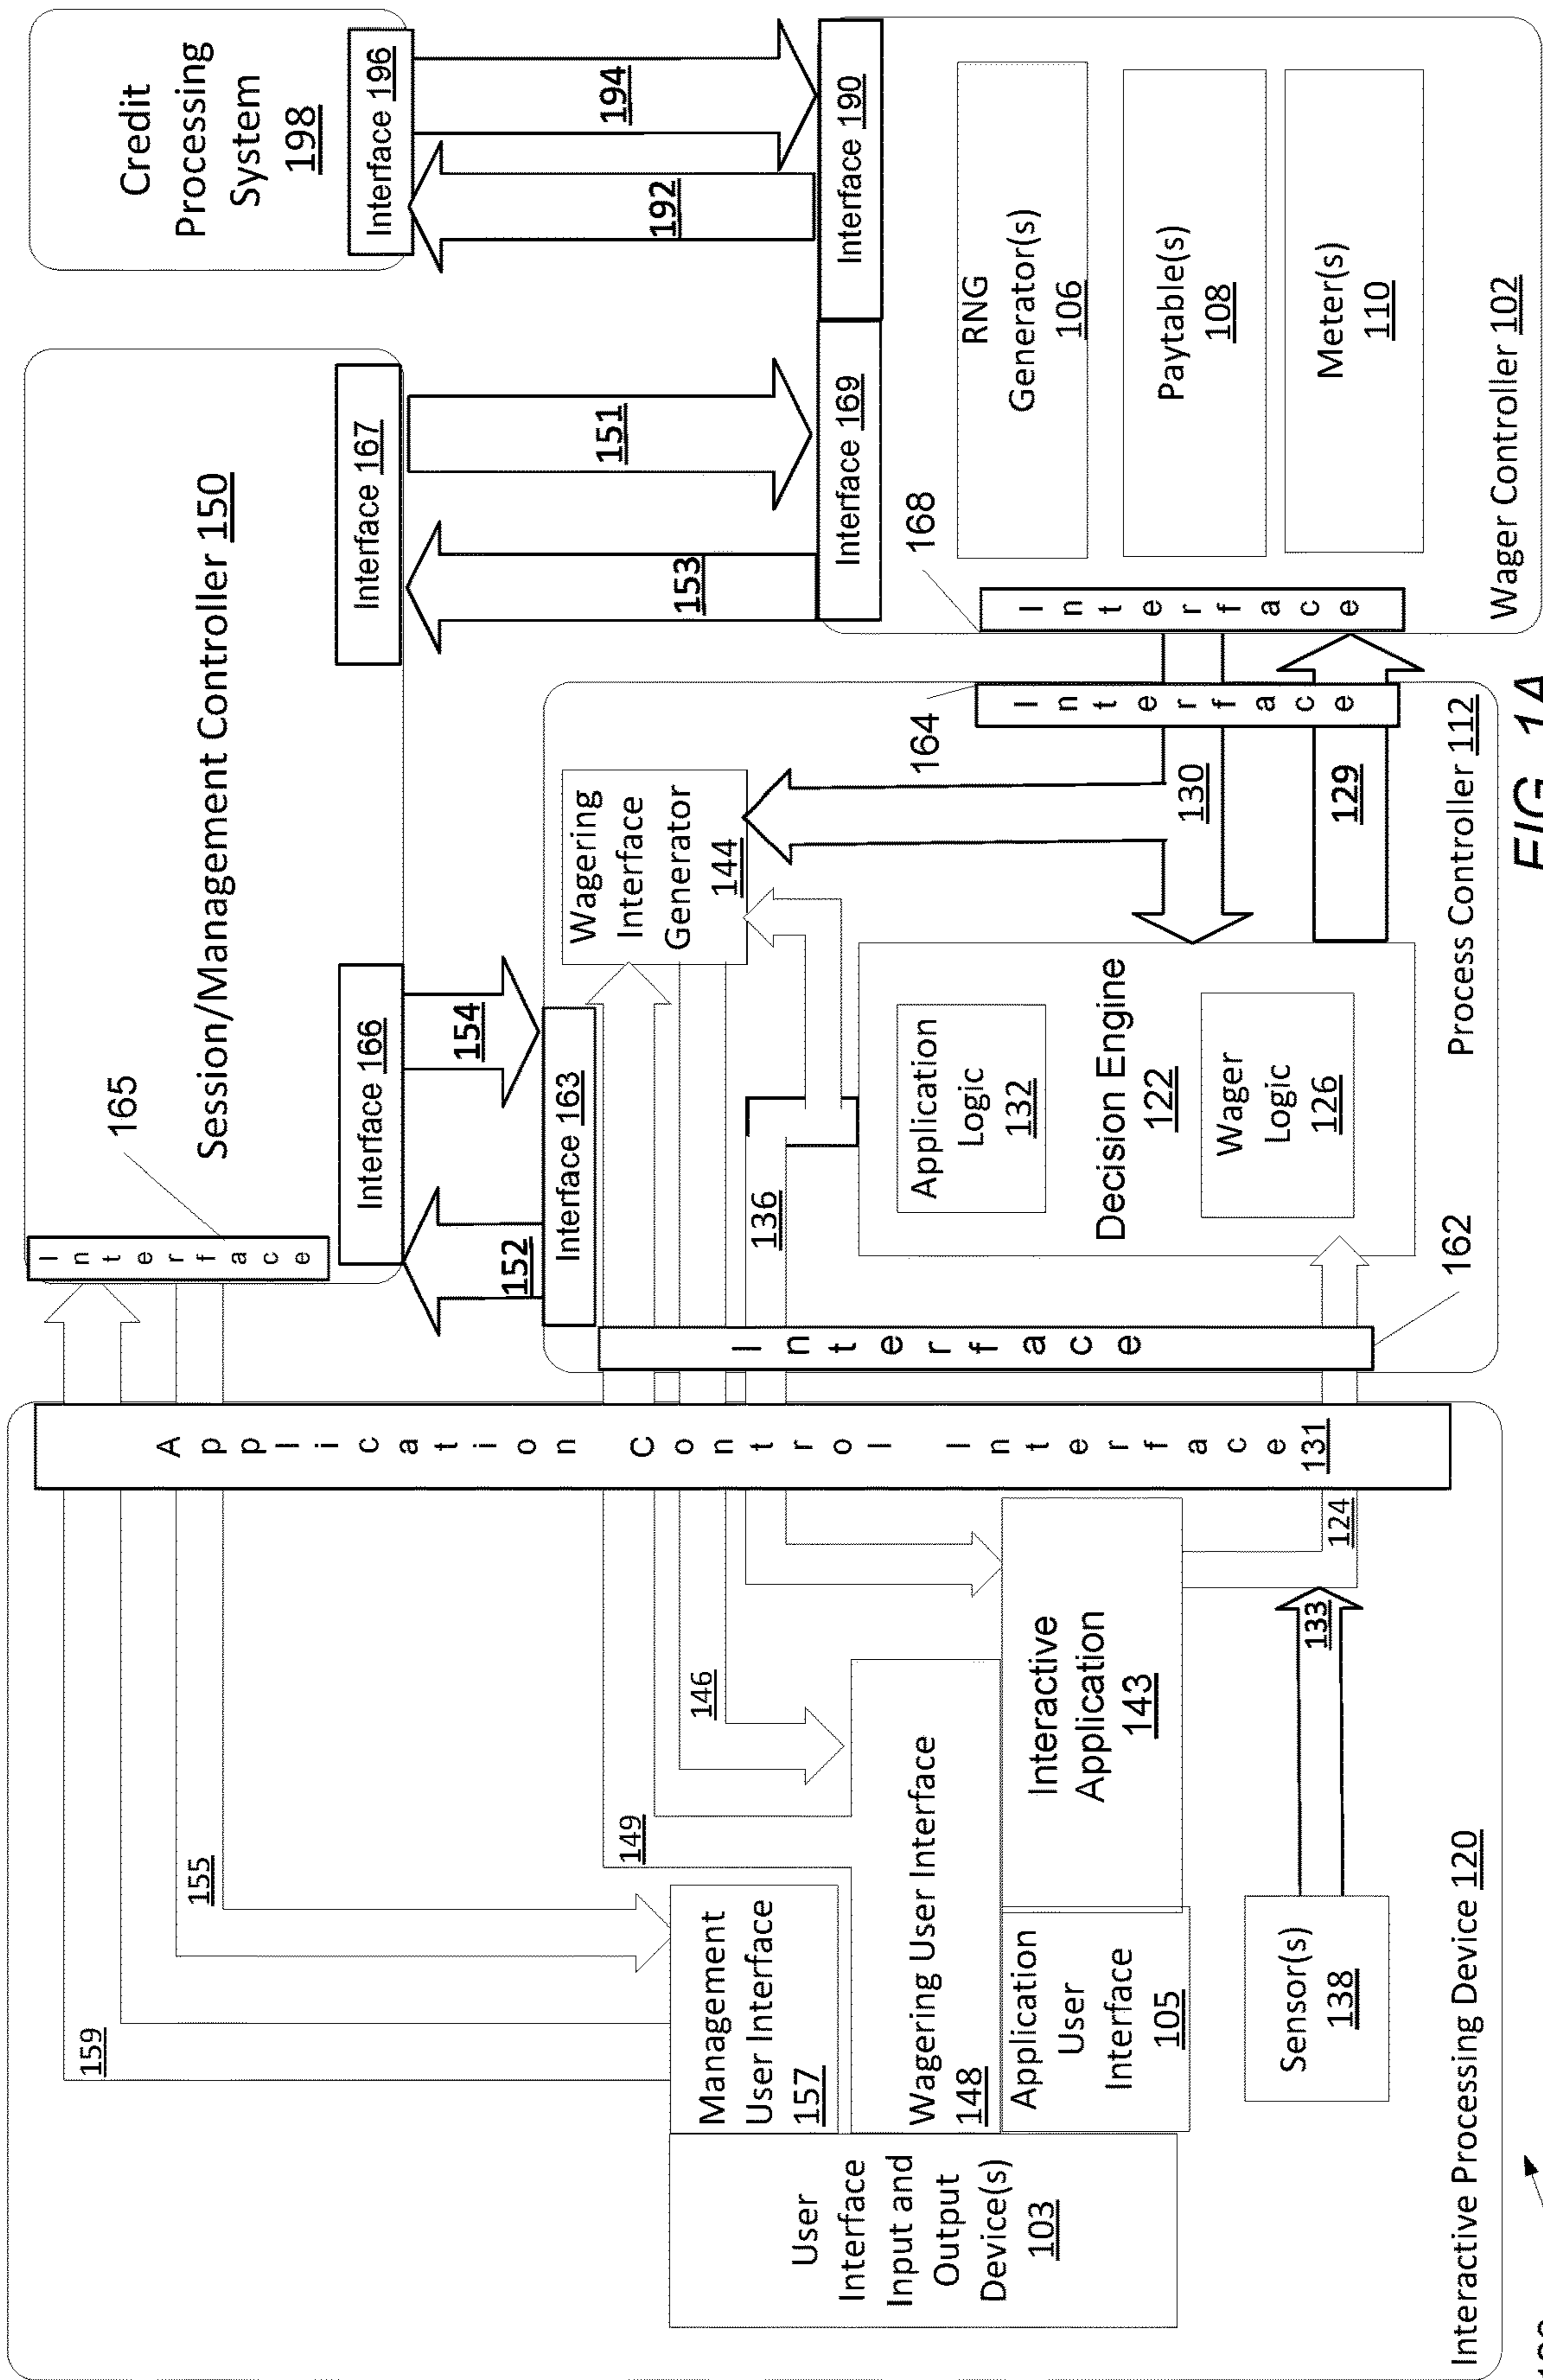 Credit
Processing
System
198
Interface 196
194
192
Interface 190
Session/Management Controller 150
165
Interface
Interface 166
Interface 167
151
153
Interface 169
154
152
Interface 163
168
Interface
RNG
Generator(s)
106
Paytable(s)
108
Meter(s)
110
Wager Controller 102
164
Interface
130
129
Wagering
Interface
Generator
144
136
Application
Logic
132
Decision Engine
122
Wager
Logic
126
162
Interface
Process Controller 112
Application Control Interface 131
159
155
149
146
124
133
Management
User Interface
157
Wagering User Interface
148
Interactive
Application
143
Application
User
Interface
105
User
Interface
Input and
Output
Device(s)
103
Sensor(s)
138
Interactive Processing Device 120
FIG. 1A